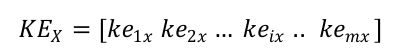 KE_X = [ke_{1x} ke_{2x} … ke_{ix} .. ke_{mx}]